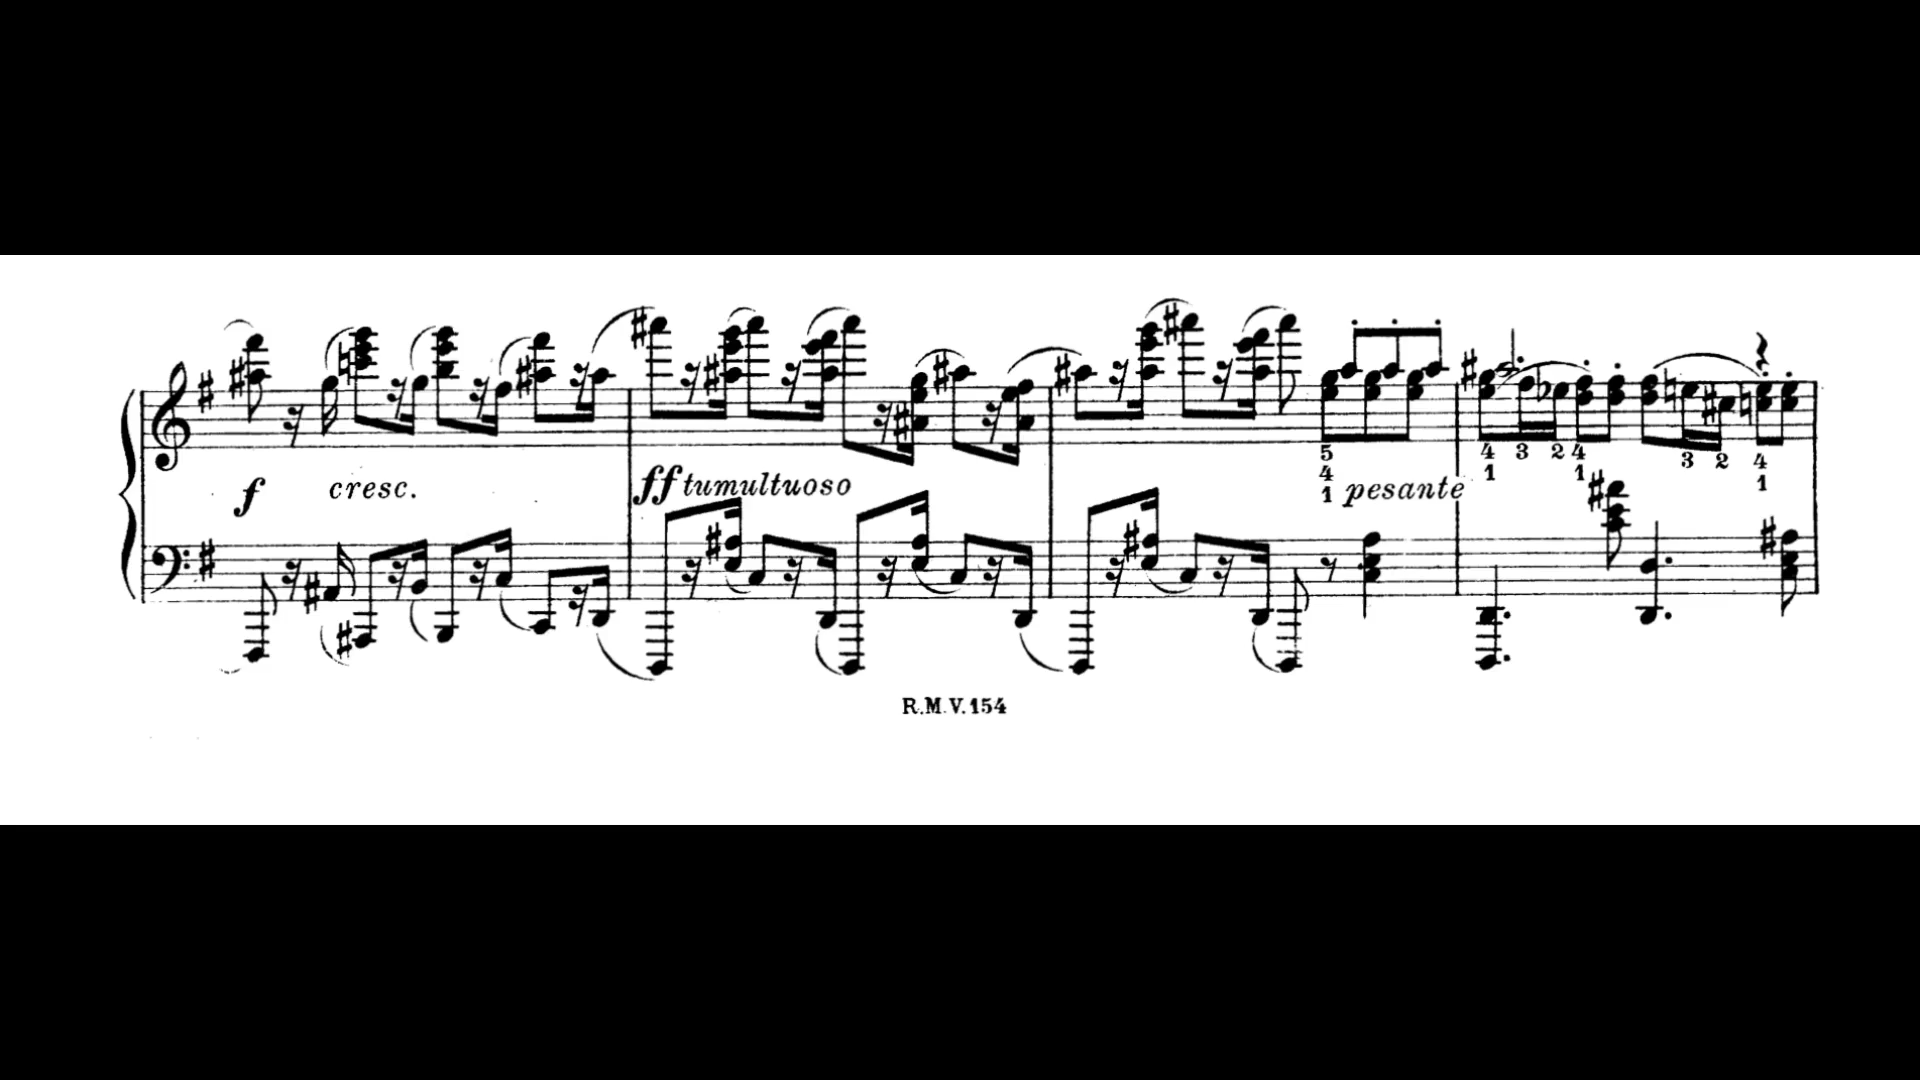 f cresc. ff tumultuoso
5 4 3 2 4 3 2 4
4 1 1 1
1 pesante
R.M.V.154